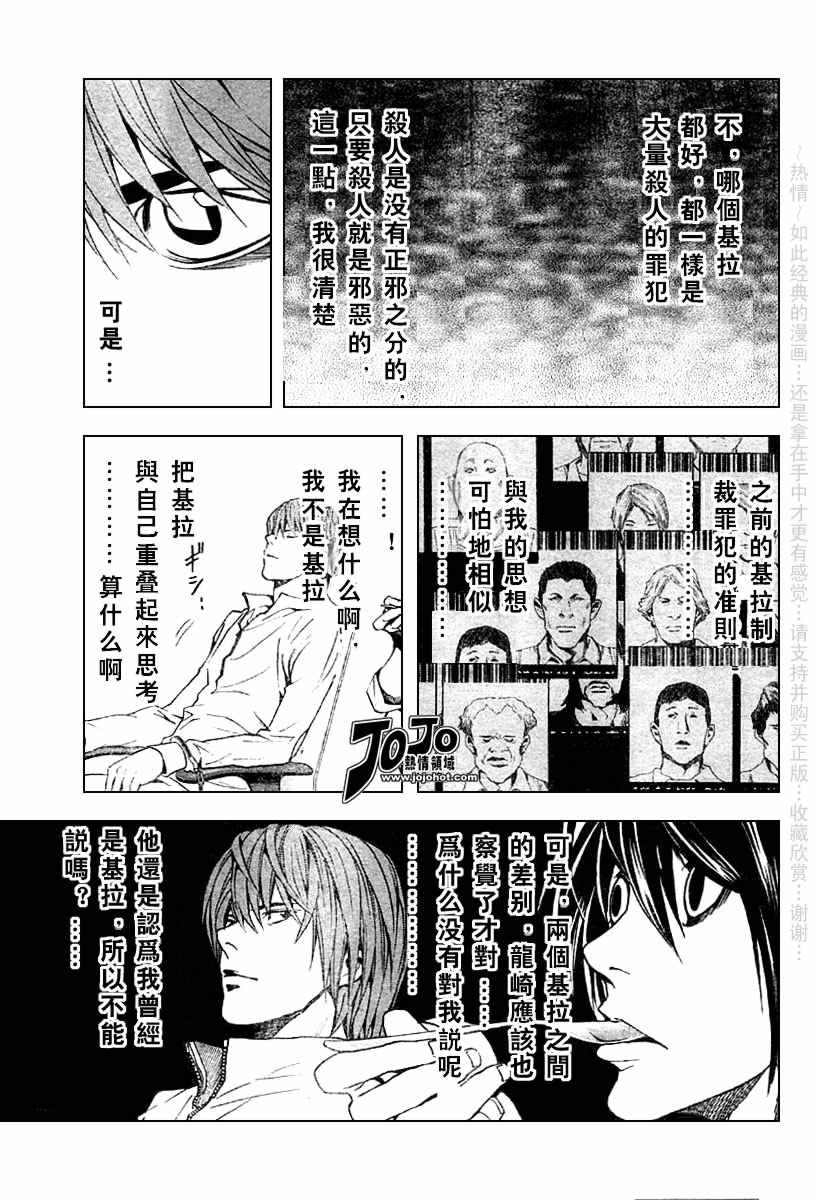 不，哪個基拉
都好，都一樣是
大量殺人的罪犯
殺人是没有正邪之分的．
只要殺人就是邪惡的．
這一點．我很清楚
可是…
之前的基拉制
裁罪犯的准則
…………
與我的思想
可怕地相似
…………
……！
我在想什么啊．
我不是基拉
ギシ．
把基拉
與自己重叠起來思考
…………算什么啊
JOJO
熱情領域
www.jojohot.com
可是，兩個基拉之間
的差别，龍崎應該也
察覺了才對……
爲什么没有對我説呢
………………
他還是認爲我曾經
是基拉，所以不能
説嗎？……
~热情~如此经典的漫画…还是拿在手中才更有感觉…请支持并购买正版…收藏欣赏…谢谢…